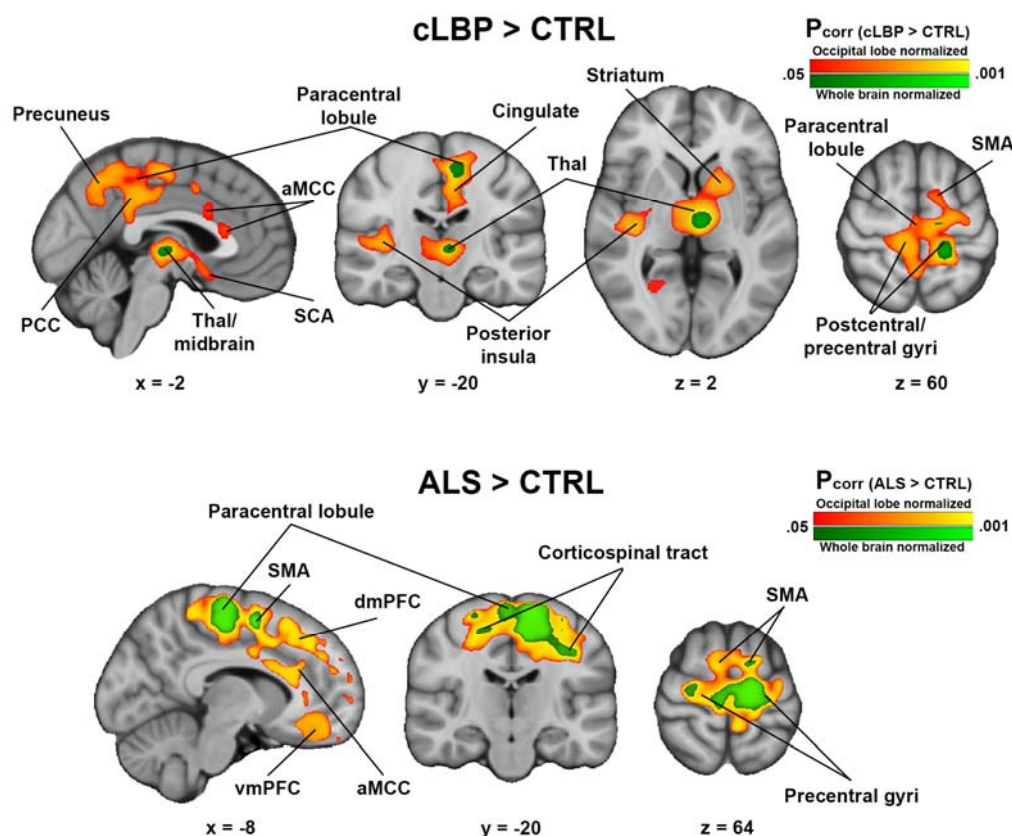 cLBP > CTRL
Pcorr (cLBP > CTRL)
Occipital lobe normalized
.05
.001
Whole brain normalized
Precuneus
Paracentral
lobule
Cingulate
Striatum
Paracentral
lobule
SMA
aMCC
Thal
PCC
Thal/
midbrain
SCA
Posterior
insula
Postcentral/
precentral gyri
x = -2
y = -20
z = 2
z = 60
ALS > CTRL
Pcorr (ALS > CTRL)
Occipital lobe normalized
.05
.001
Whole brain normalized
Paracentral lobule
SMA
dmPFC
Corticospinal tract
SMA
vmPFC
aMCC
Precentral gyri
x = -8
y = -20
z = 64